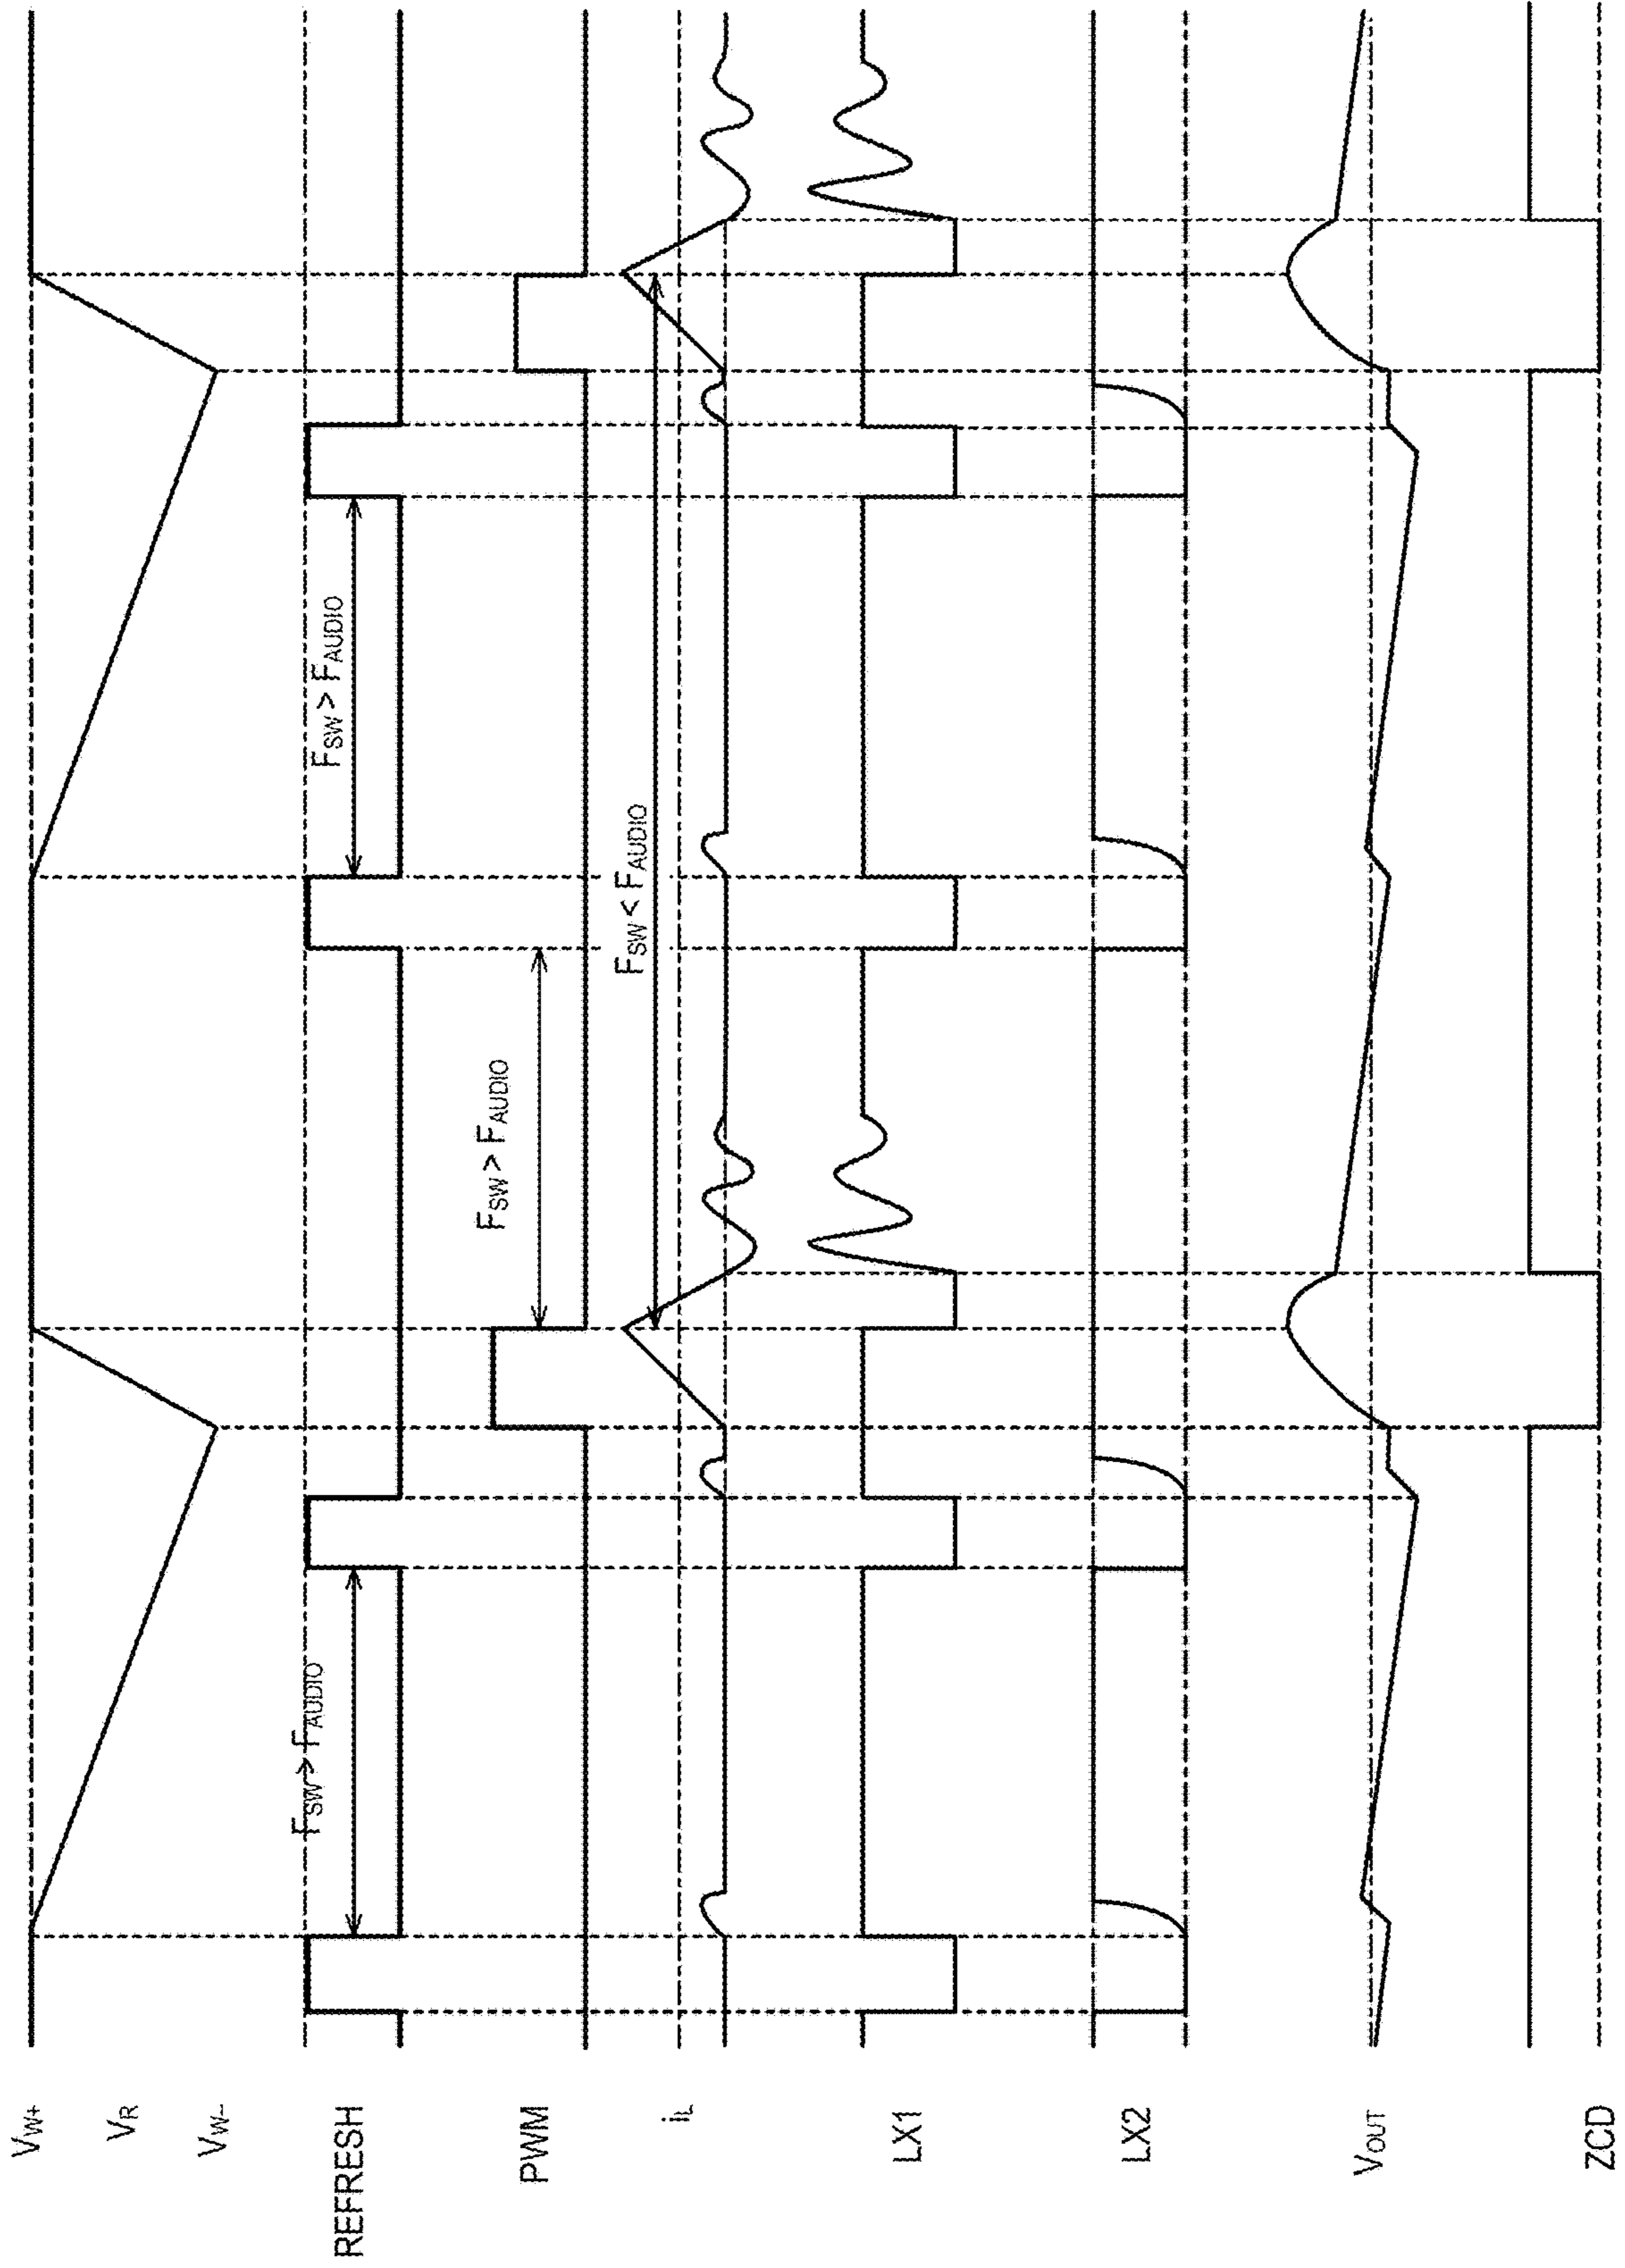 VW+
VR
VW−
REFRESH
PWM
iL
LX1
LX2
VOUT
ZCD
FSW > FAUDIO
FSW > FAUDIO
FSW < FAUDIO
FSW > FAUDIO